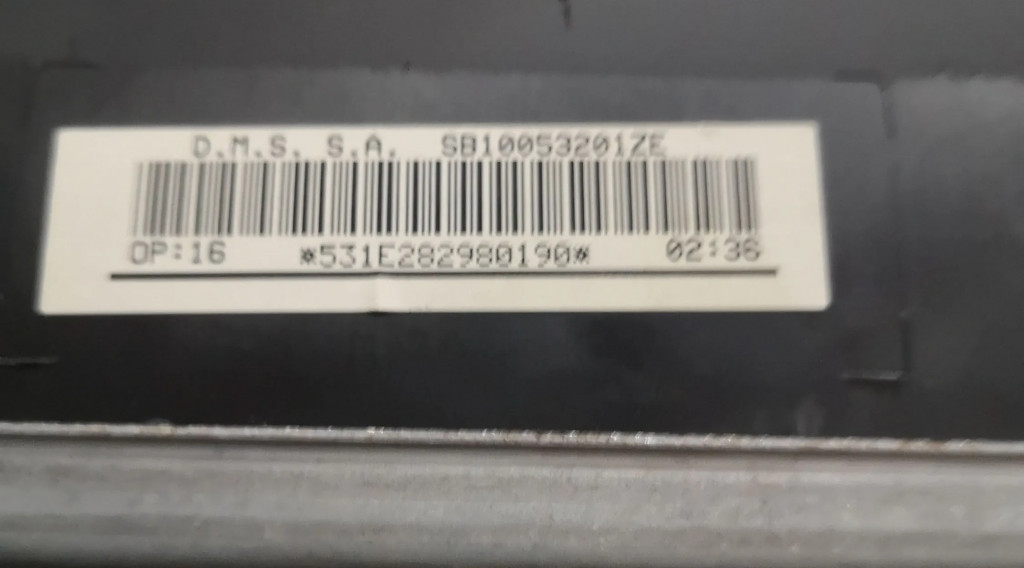 D.M.S. S.A. SB10053201ZE
OP:16 *531E282980190* 02:36